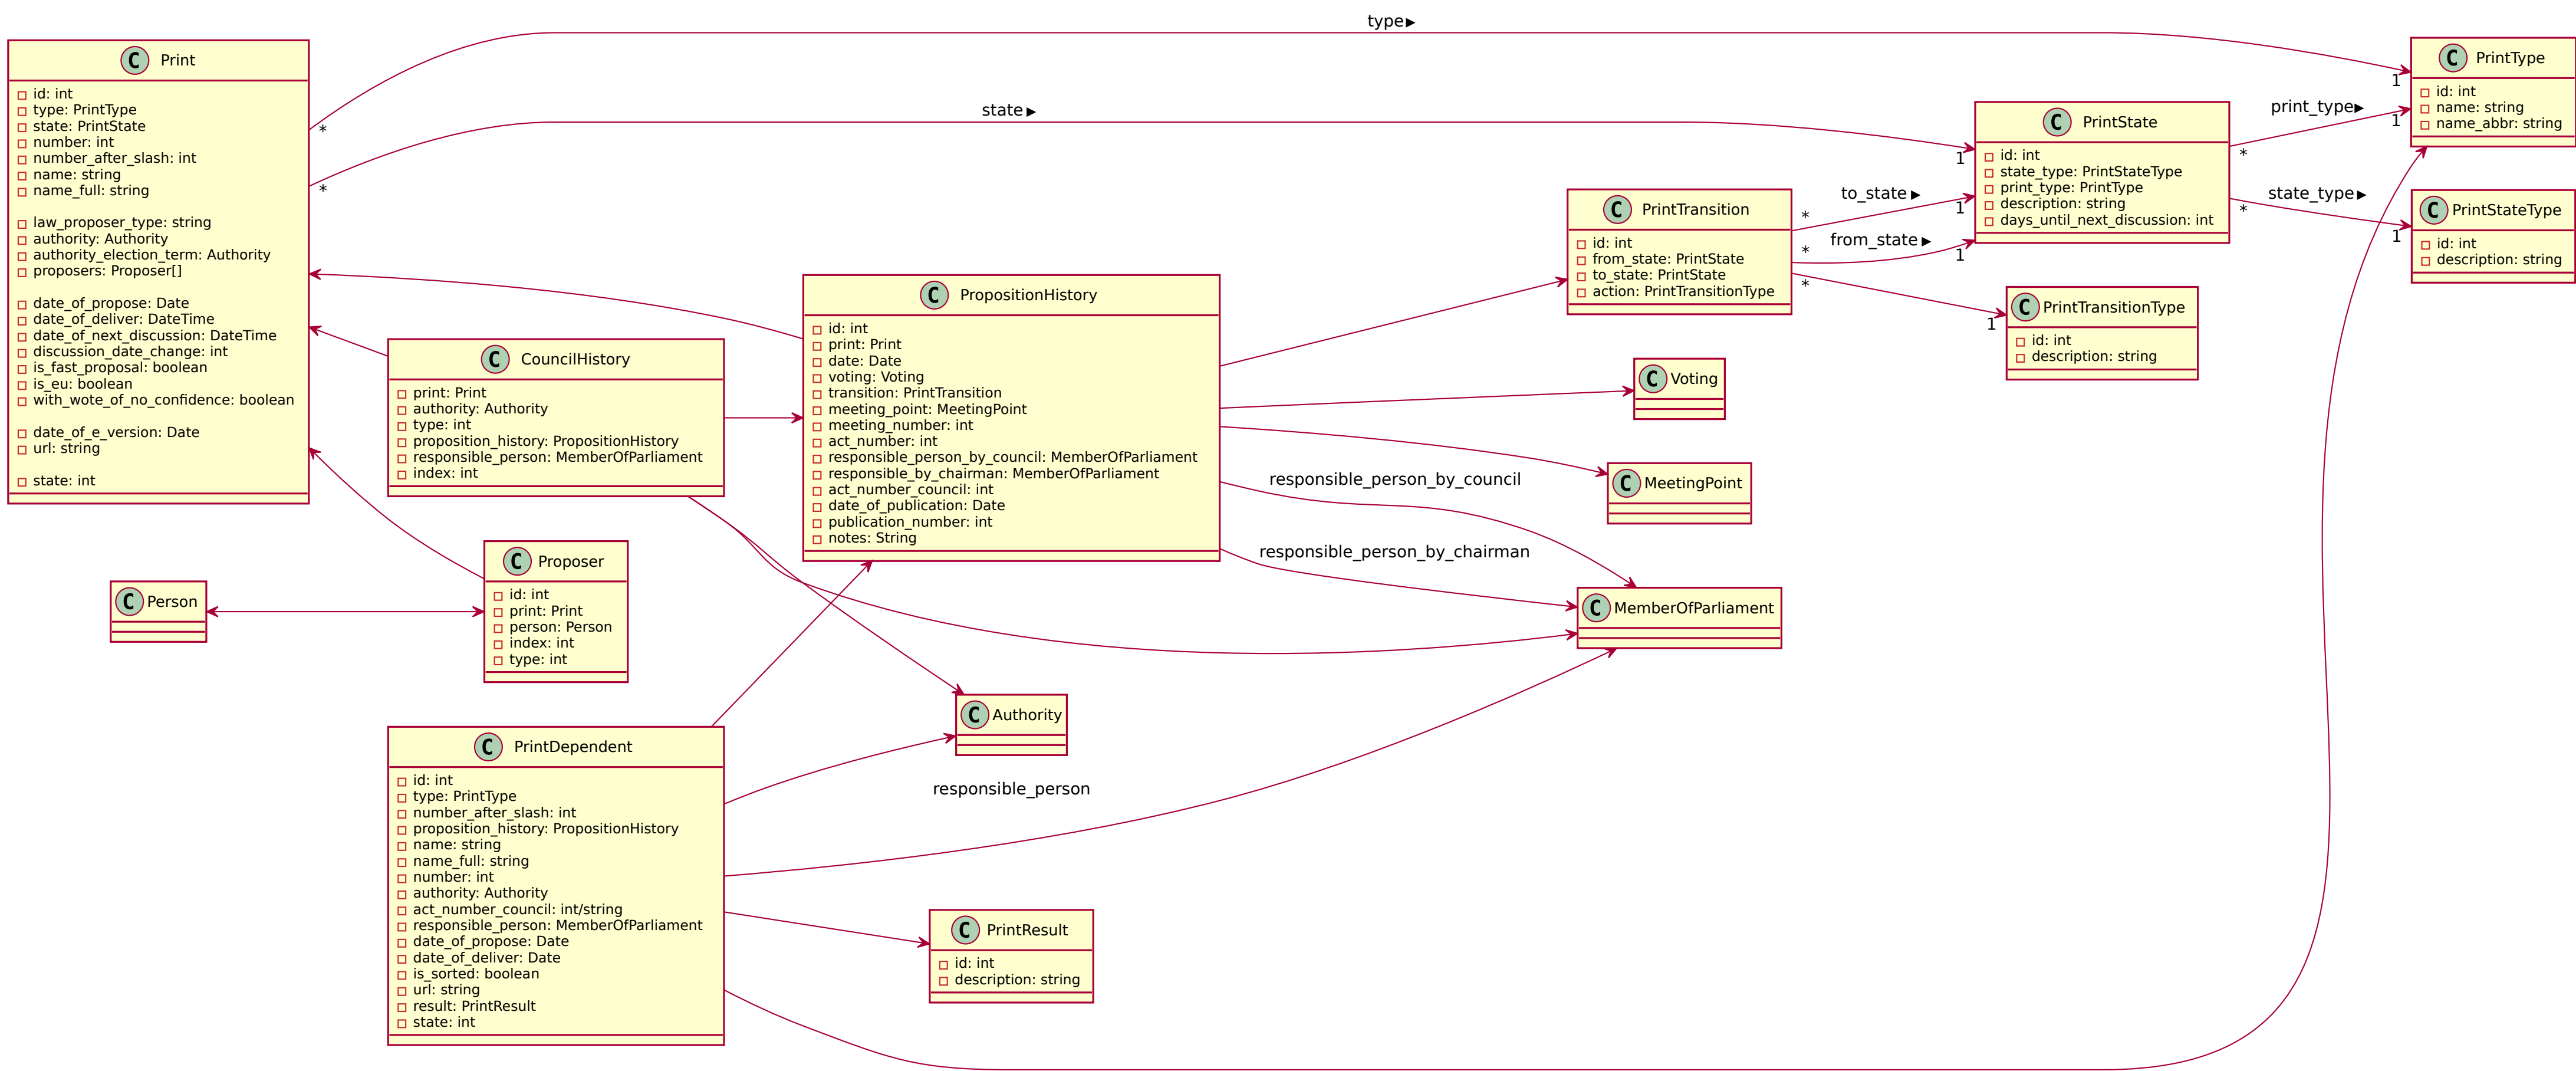 type▶
C Print
id: int
type: PrintType
state: PrintState
number: int
number_after_slash: int
name: string
name_full: string
law_proposer_type: string
authority: Authority
authority_election_term: Authority
proposers: Proposer[]
date_of_propose: Date
date_of_deliver: DateTime
date_of_next_discussion: DateTime
discussion_date_change: int
is_fast_proposal: boolean
is_eu: boolean
with_wote_of_no_confidence: boolean
date_of_e_version: Date
url: string
state: int
*
*
state▶
1
1
C PrintType
id: int
name: string
name_abbr: string
C PrintState
id: int
state_type: PrintStateType
print_type: PrintType
description: string
days_until_next_discussion: int
print_type▶
*
1
state_type▶
*
1
C PrintStateType
id: int
description: string
C PrintTransition
id: int
from_state: PrintState
to_state: PrintState
action: PrintTransitionType
to_state▶
*
1
from_state▶
*
1
*
1
C PrintTransitionType
id: int
description: string
C PropositionHistory
id: int
print: Print
date: Date
voting: Voting
transition: PrintTransition
meeting_point: MeetingPoint
meeting_number: int
act_number: int
responsible_person_by_council: MemberOfParliament
responsible_by_chairman: MemberOfParliament
act_number_council: int
date_of_publication: Date
publication_number: int
notes: String
C CouncilHistory
print: Print
authority: Authority
type: int
proposition_history: PropositionHistory
responsible_person: MemberOfParliament
index: int
C Voting
C MeetingPoint
responsible_person_by_council
responsible_person_by_chairman
C MemberOfParliament
C Proposer
id: int
print: Print
person: Person
index: int
type: int
C Person
C Authority
C PrintDependent
id: int
type: PrintType
number_after_slash: int
proposition_history: PropositionHistory
name: string
name_full: string
number: int
authority: Authority
act_number_council: int/string
responsible_person: MemberOfParliament
date_of_propose: Date
date_of_deliver: Date
is_sorted: boolean
url: string
result: PrintResult
state: int
responsible_person
C PrintResult
id: int
description: string